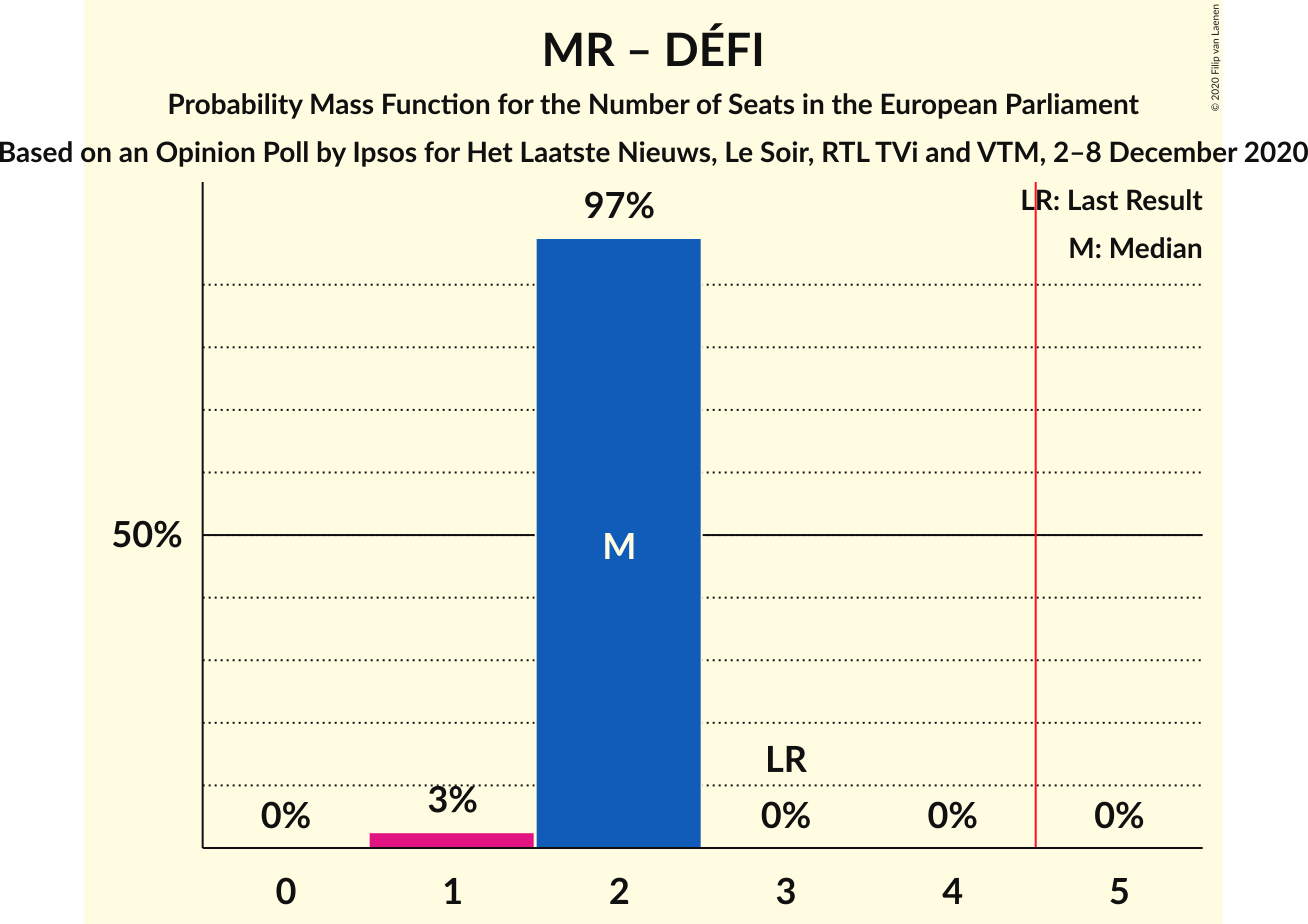 MR – DÉFI
Probability Mass Function for the Number of Seats in the European Parliament
Based on an Opinion Poll by Ipsos for Het Laatste Nieuws, Le Soir, RTL TVi and VTM, 2–8 December 2020
© 2020 Filip van Laenen
LR: Last Result
M: Median
97%
50%
M
LR
0%
3%
0%
0%
0%
0 1 2 3 4 5